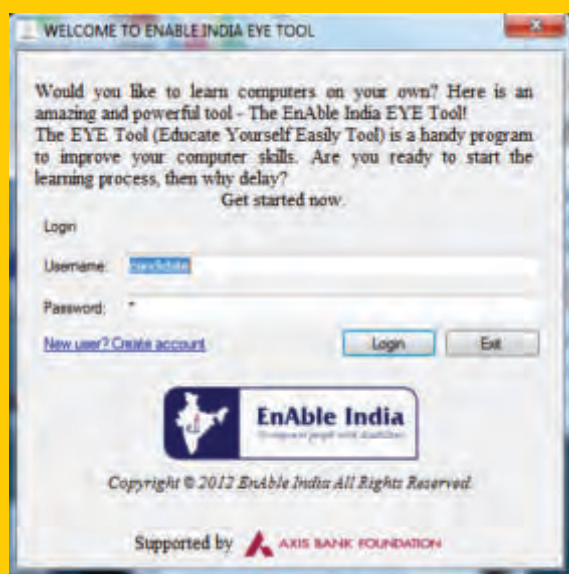 WELCOME TO ENABLE INDIA EYE TOOL
Would you like to learn computers on your own? Here is an
amazing and powerful tool - The EnAble India EYE Tool!
The EYE Tool (Educate Yourself Easily Tool) is a handy program
to improve your computer skills. Are you ready to start the
learning process, then why delay?
Get started now.
Login
Username: candidate
Password: *
New user? Create account
Login Exit
EnAble India
Copyright © 2012 EnAble India All Rights Reserved.
Supported by AXIS BANK FOUNDATION